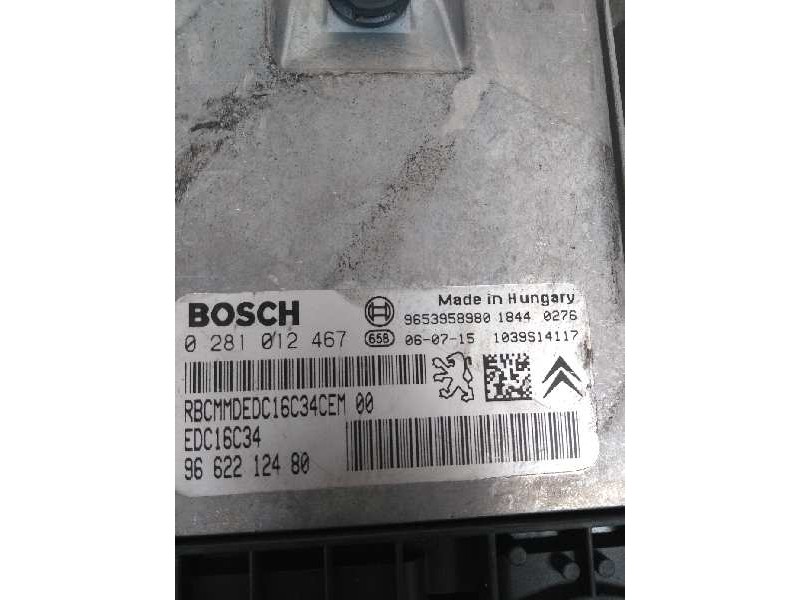 BOSCH
0 281 012 467
Made in Hungary
9653958980 1844 0276
658 06-07-15 1039S14117
RBCMMDEDC16C34CEM 00
EDC16C34
96 622 124 80